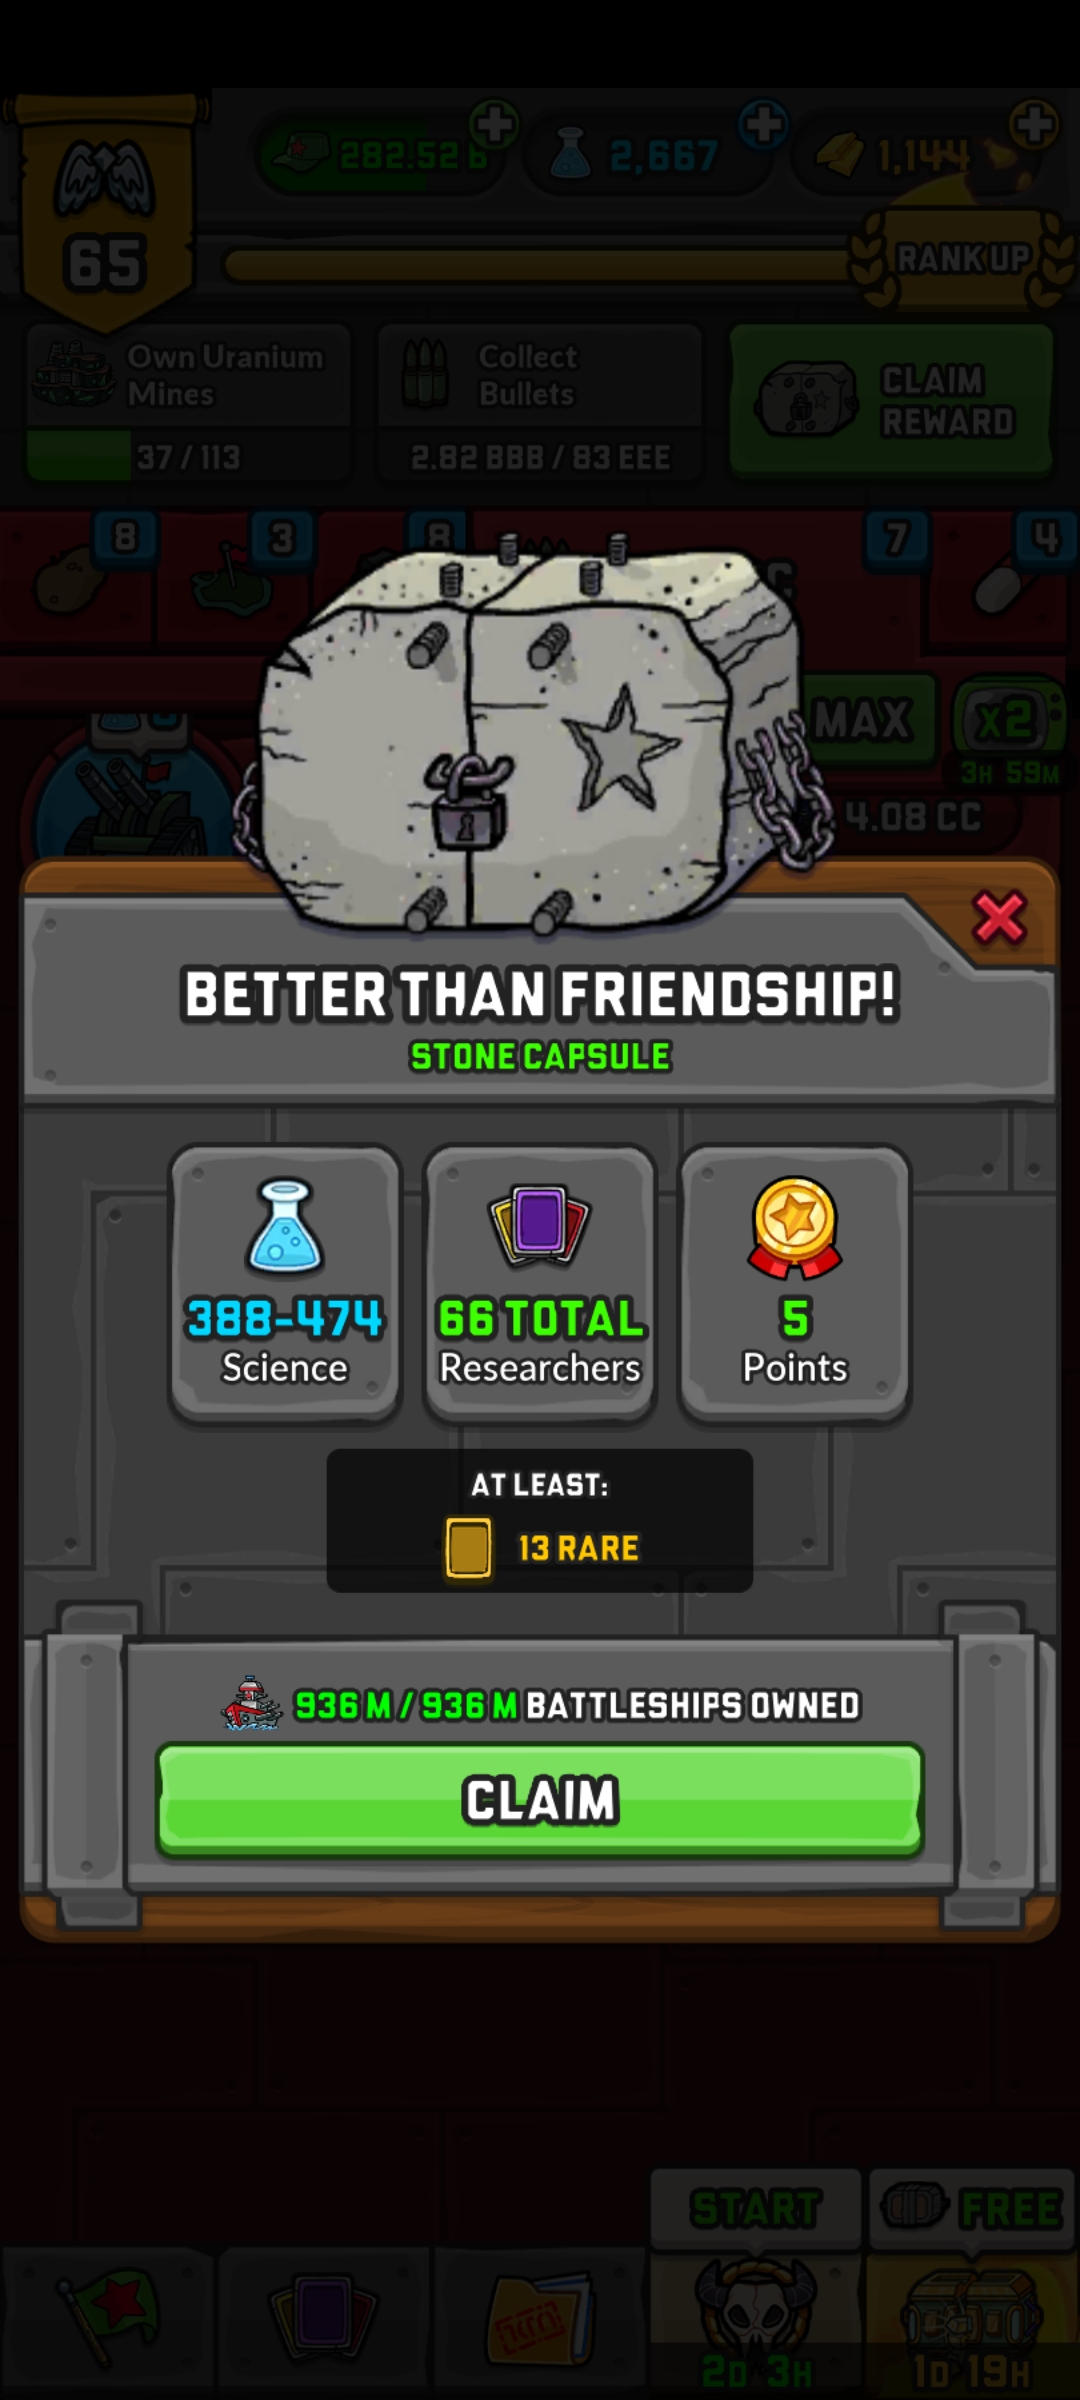 282.52 B
2,667
1,144
65
RANK UP
Own Uranium
Mines
37 / 113
Collect
Bullets
2.82 BBB / 83 EEE
CLAIM
REWARD
8
3
8
7
4
MAX
X2
3H 59M
4.08 CC
BETTER THAN FRIENDSHIP!
STONE CAPSULE
388-474
Science
66 TOTAL
Researchers
5
Points
AT LEAST:
13 RARE
936 M / 936 M BATTLESHIPS OWNED
CLAIM
START
FREE
2D 3H
1D 19H